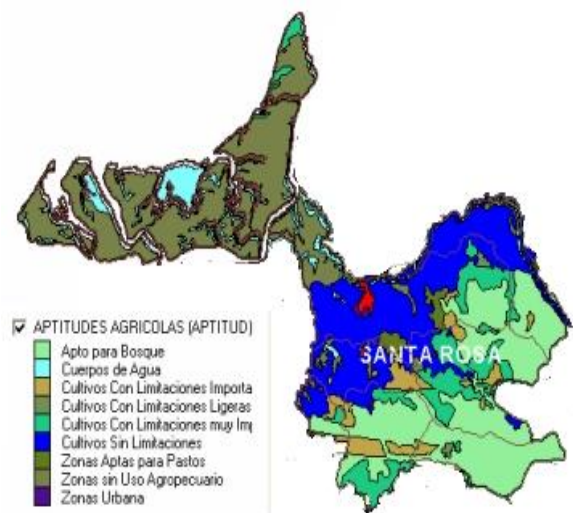 SANTA ROSA
APTITUDES AGRICOLAS (APTITUD)
Apto para Bosque
Cuerpos de Agua
Cultivos Con Limitaciones Importa
Cultivos Con Limitaciones Ligeras
Cultivos Con Limitaciones muy Imp
Cultivos Sin Limitaciones
Zonas Aptas para Pastos
Zonas sin Uso Agropecuario
Zonas Urbana